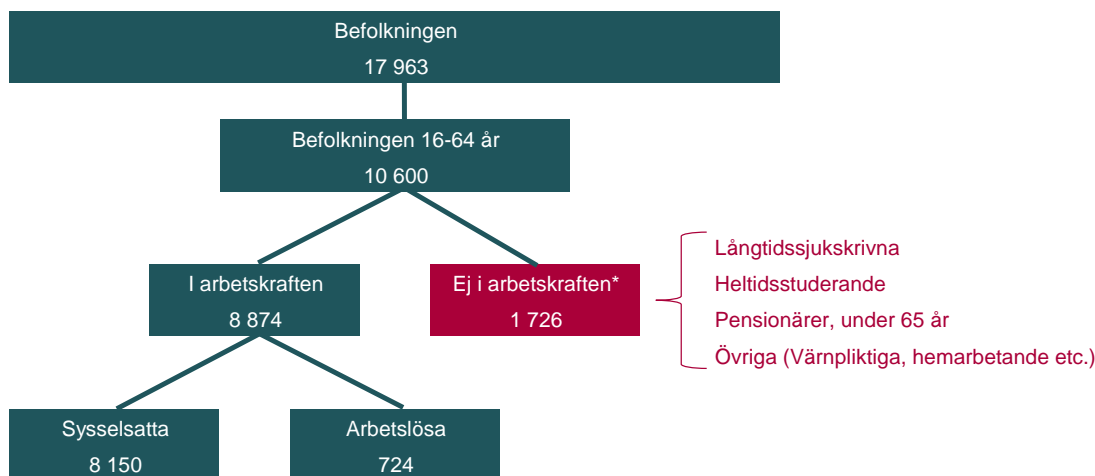 Befolkningen
17 963
Befolkningen 16-64 år
10 600
I arbetskraften
8 874
Ej i arbetskraften*
1 726
Långtidssjukskrivna
Heltidsstuderande
Pensionärer, under 65 år
Övriga (Värnpliktiga, hemarbetande etc.)
Sysselsatta
8 150
Arbetslösa
724